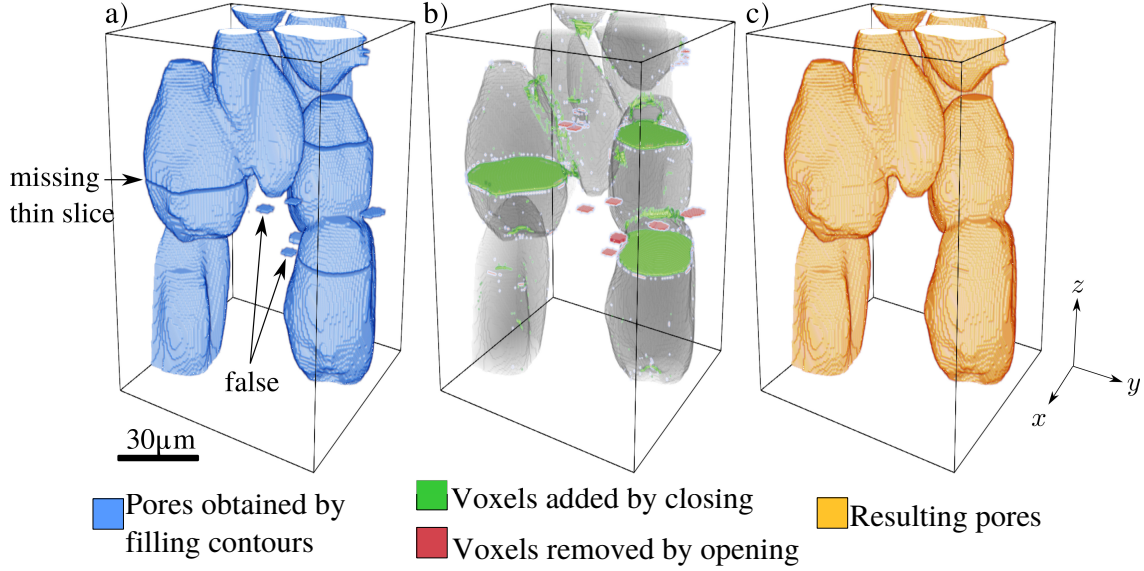 a)
b)
c)
missing
thin slice
false
z
y
x
30μm
Pores obtained by
filling contours
Voxels added by closing
Voxels removed by opening
Resulting pores